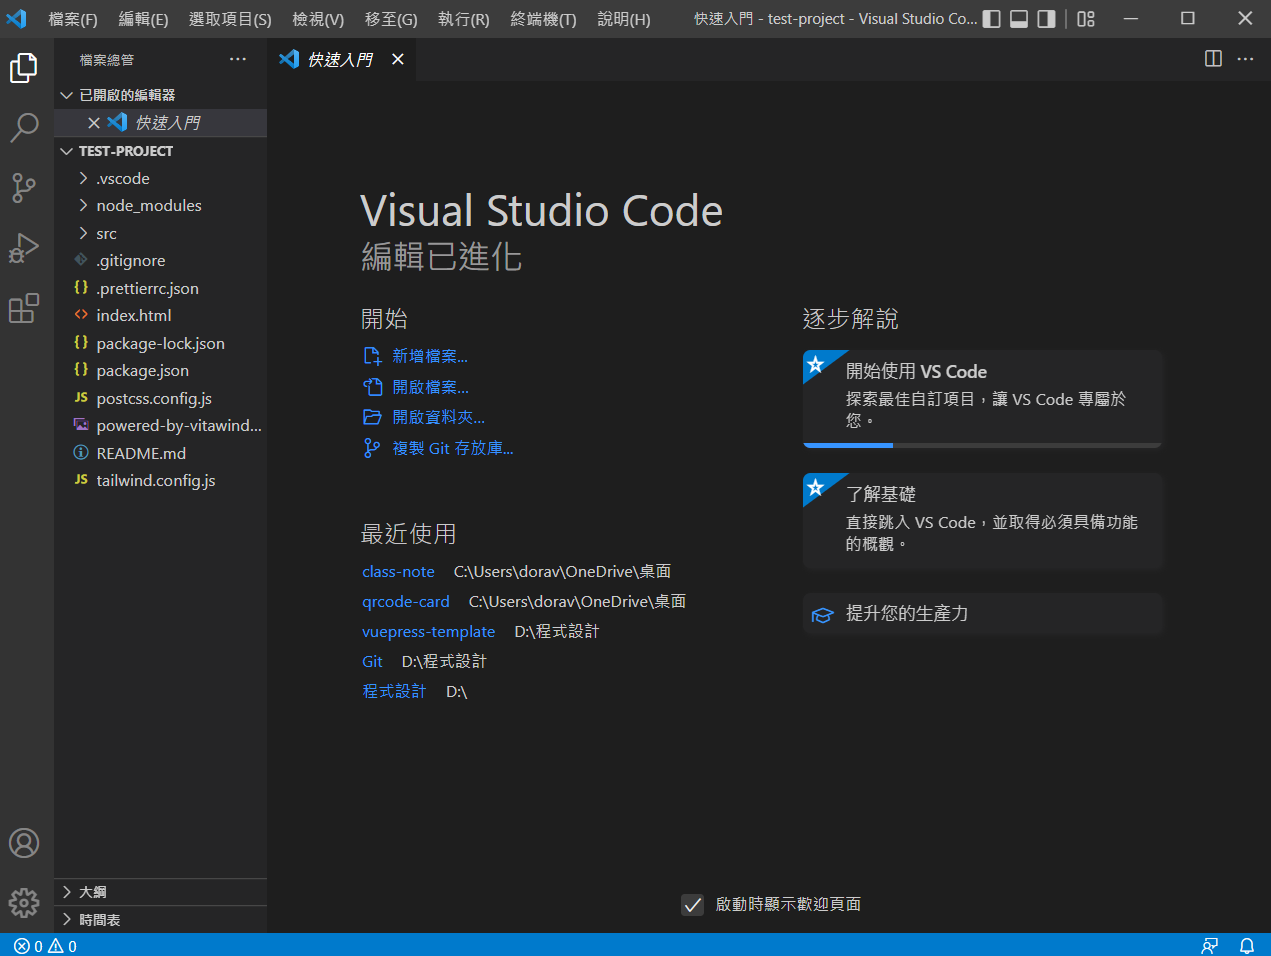 檔案(F) 編輯(E) 選取項目(S) 檢視(V) 移至(G) 執行(R) 終端機(T) 說明(H) 快速入門 - test-project - Visual Studio Co...
檔案總管
已開啟的編輯器
快速入門
TEST-PROJECT
.vscode
node_modules
src
.gitignore
.prettierrc.json
index.html
package-lock.json
package.json
JS postcss.config.js
powered-by-vitawind...
README.md
JS tailwind.config.js
大綱
時間表
快速入門
Visual Studio Code
編輯已進化
開始
新增檔案...
開啟檔案...
開啟資料夾...
複製 Git 存放庫...
最近使用
class-note C:\Users\dorav\OneDrive\桌面
qrcode-card C:\Users\dorav\OneDrive\桌面
vuepress-template D:\程式設計
Git D:\程式設計
程式設計 D:\
逐步解說
開始使用 VS Code
探索最佳自訂項目，讓 VS Code 專屬於
您。
了解基礎
直接跳入 VS Code，並取得必須具備功能
的概觀。
提升您的生產力
啟動時顯示歡迎頁面
0 0